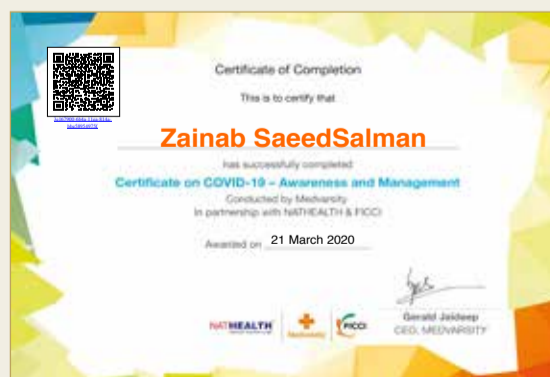 Certificate of Completion
This is to certify that
Zainab SaeedSalman
has successfully completed
Certificate on COVID-19 – Awareness and Management
Conducted by Medvarsity
In partnership with NATHEALTH & FICCI
Awarded on 21 March 2020
NATHEALTH
Medvarsity
FICCI
Gerald Jaideep
CEO, MEDVARSITY